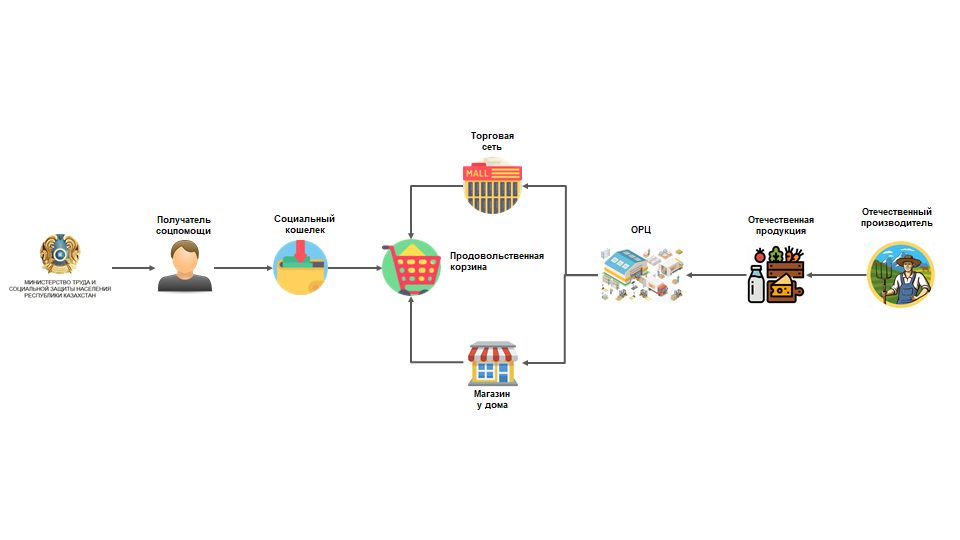 Торговая
сеть
MALL
Получатель
соцпомощи
Социальный
кошелек
Продовольственная
корзина
ОРЦ
Отечественная
продукция
Отечественный
производитель
МИНИСТЕРСТВО ТРУДА И
СОЦИАЛЬНОЙ ЗАЩИТЫ НАСЕЛЕНИЯ
РЕСПУБЛИКИ КАЗАХСТАН
Магазин
у дома